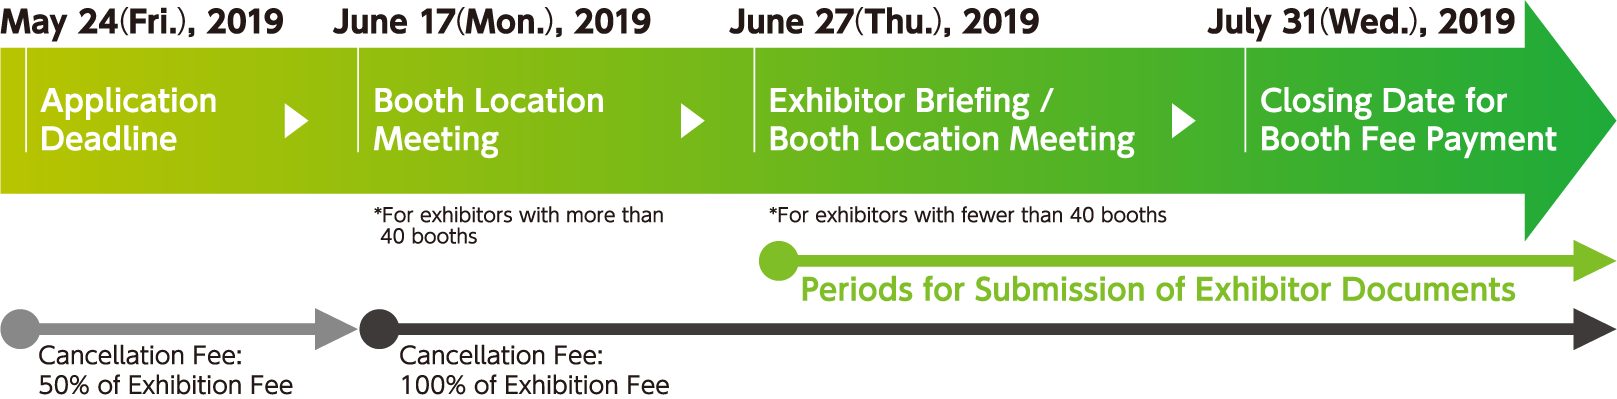 May 24(Fri.), 2019
June 17(Mon.), 2019
June 27(Thu.), 2019
July 31(Wed.), 2019
Application
Deadline
Booth Location
Meeting
Exhibitor Briefing /
Booth Location Meeting
Closing Date for
Booth Fee Payment
*For exhibitors with more than
40 booths
*For exhibitors with fewer than 40 booths
Periods for Submission of Exhibitor Documents
Cancellation Fee:
50% of Exhibition Fee
Cancellation Fee:
100% of Exhibition Fee